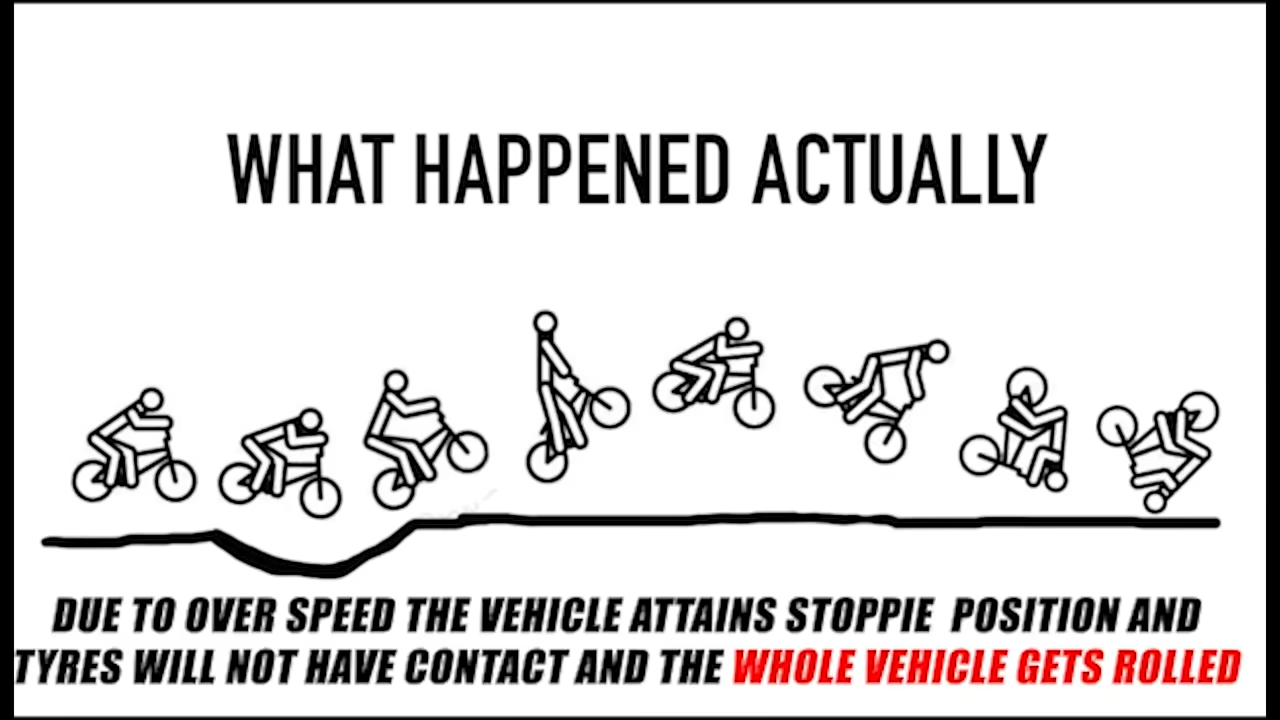 WHAT HAPPENED ACTUALLY
DUE TO OVER SPEED THE VEHICLE ATTAINS STOPPIE POSITION AND
TYRES WILL NOT HAVE CONTACT AND THE WHOLE VEHICLE GETS ROLLED